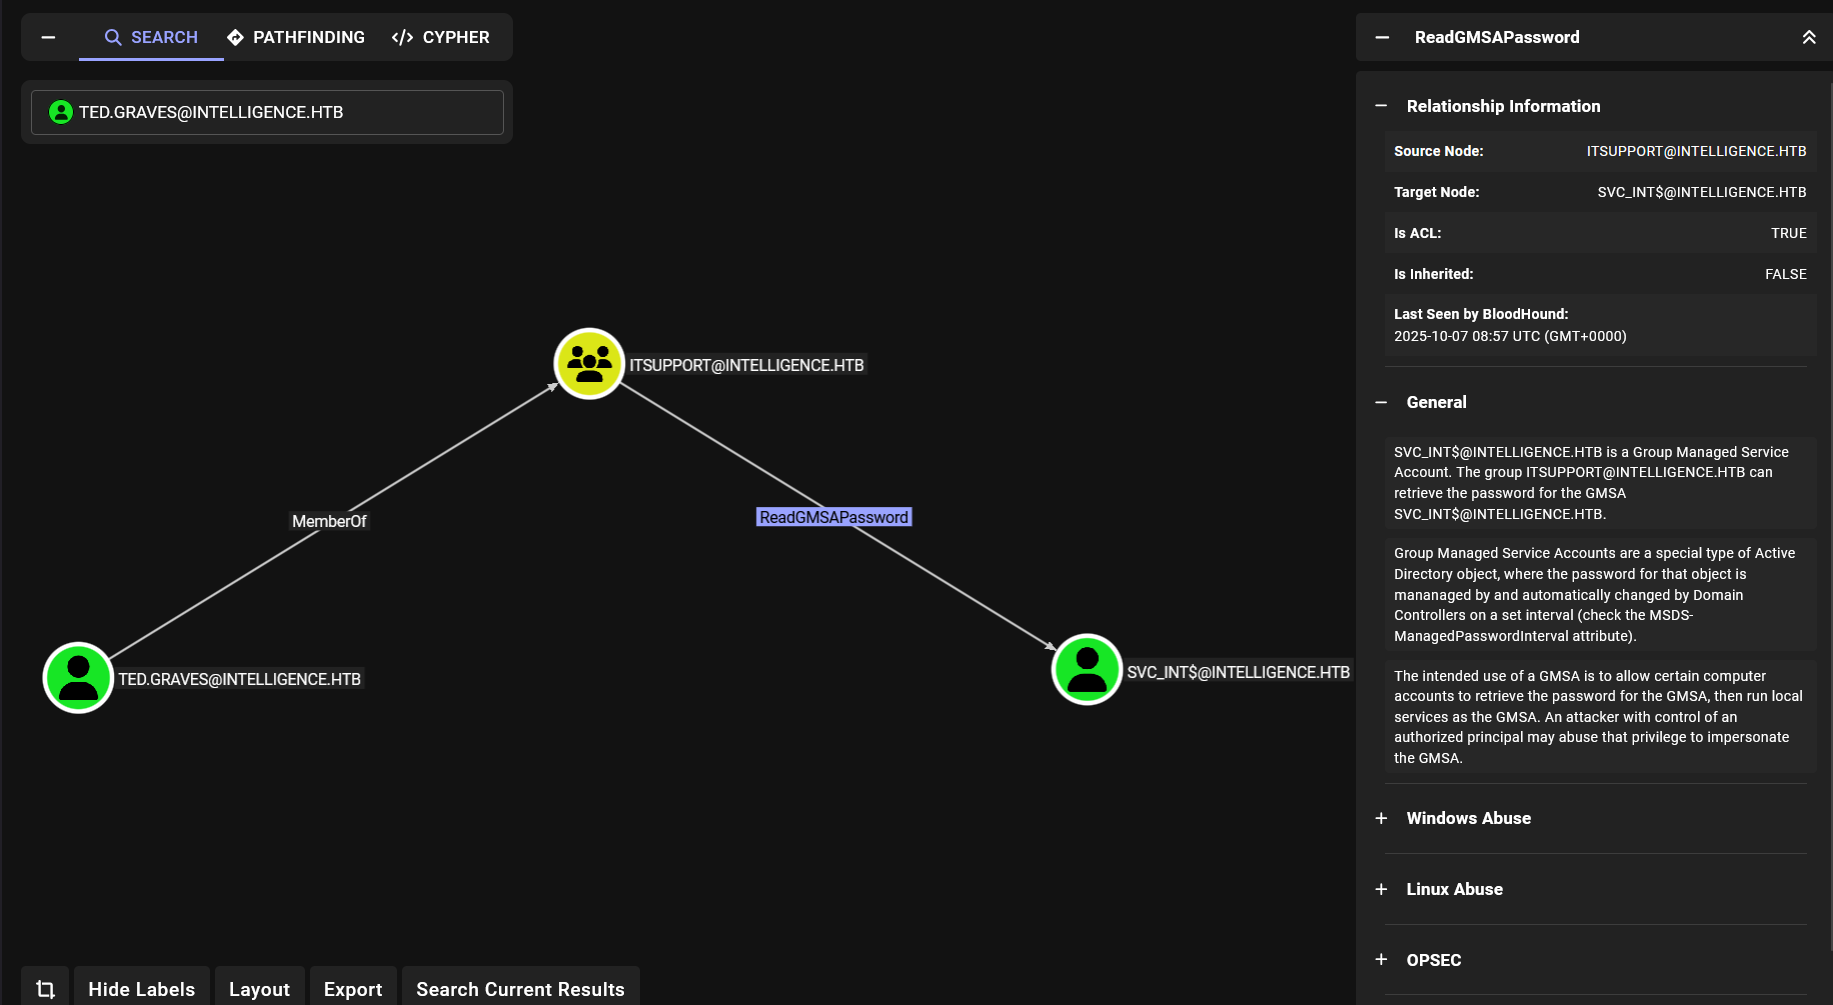 SEARCH
PATHFINDING
CYPHER
TED.GRAVES@INTELLIGENCE.HTB
ITSUPPORT@INTELLIGENCE.HTB
MemberOf
ReadGMSAPassword
TED.GRAVES@INTELLIGENCE.HTB
SVC_INT$@INTELLIGENCE.HTB
Hide Labels
Layout
Export
Search Current Results
ReadGMSAPassword
Relationship Information
Source Node: ITSUPPORT@INTELLIGENCE.HTB
Target Node: SVC_INT$@INTELLIGENCE.HTB
Is ACL: TRUE
Is Inherited: FALSE
Last Seen by BloodHound:
2025-10-07 08:57 UTC (GMT+0000)
General
SVC_INT$@INTELLIGENCE.HTB is a Group Managed Service
Account. The group ITSUPPORT@INTELLIGENCE.HTB can
retrieve the password for the GMSA
SVC_INT$@INTELLIGENCE.HTB.
Group Managed Service Accounts are a special type of Active
Directory object, where the password for that object is
mananaged by and automatically changed by Domain
Controllers on a set interval (check the MSDS-
ManagedPasswordInterval attribute).
The intended use of a GMSA is to allow certain computer
accounts to retrieve the password for the GMSA, then run local
services as the GMSA. An attacker with control of an
authorized principal may abuse that privilege to impersonate
the GMSA.
Windows Abuse
Linux Abuse
OPSEC